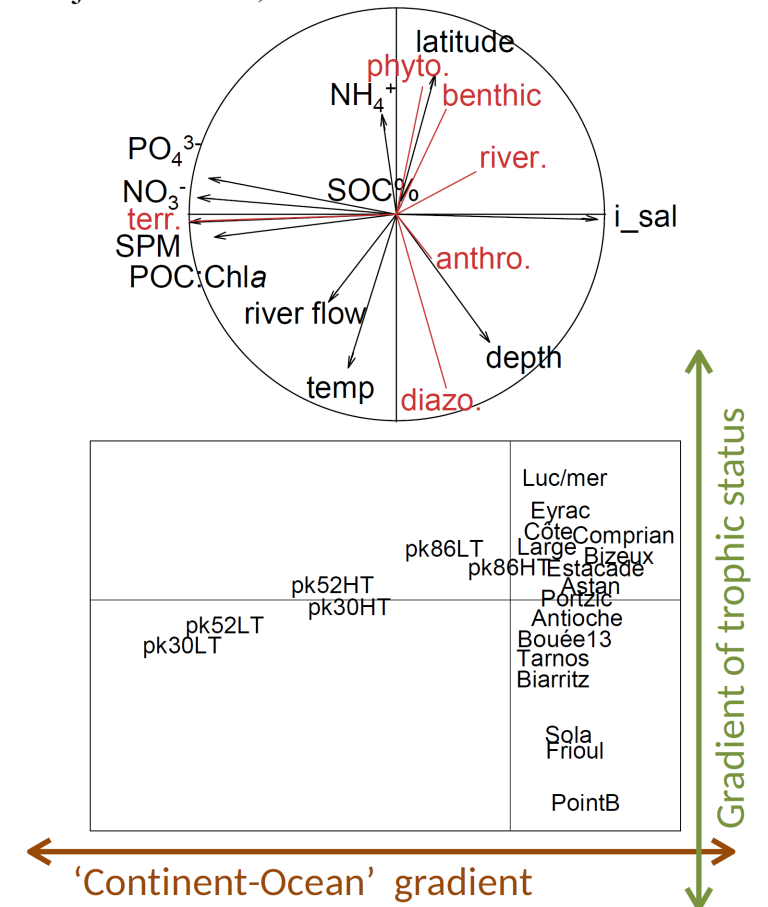 latitude
phyto.
NH₄⁺
benthic
PO₄³⁻
river.
SOC%
NO₃⁻
terr.
i_sal
SPM
anthro.
POC:Chla
river flow
depth
temp
diazo.
Luc/mer
Eyrac
Côte
Comprian
Large
pk86LT
Bizeux
pk86HT
Estacade
pk52HT
Astan
Portzic
pk30HT
Antioche
pk52LT
Bouée13
pk30LT
Tarnos
Biarritz
Sola
Frioul
PointB
Gradient of trophic status
‘Continent-Ocean’ gradient